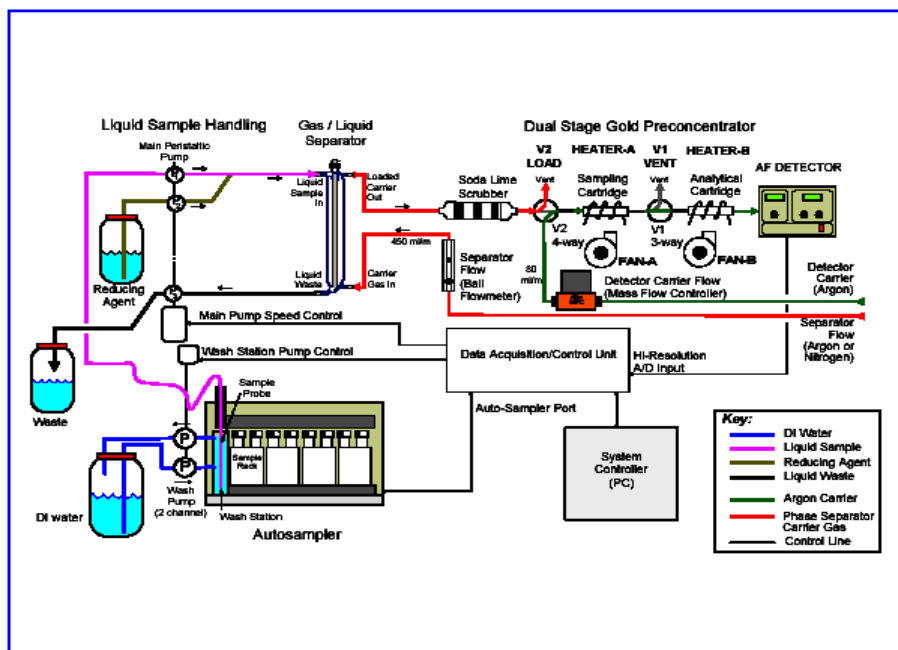 Liquid Sample Handling
Main Peristaltic
Pump
Gas / Liquid
Separator
Liquid
Sample
In
Loaded
Carrier
Out
Liquid
Waste
Carrier
Gas In
Reducing
Agent
Waste
450 ml/m
Soda Lime
Scrubber
Separator
Flow
(Ball
Flowmeter)
Dual Stage Gold Preconcentrator
V2
LOAD
Vent
V2
4-way
HEATER-A
Sampling
Cartridge
FAN-A
V1
VENT
Vent
V1
3-way
HEATER-B
Analytical
Cartridge
FAN-B
AF DETECTOR
80
ml/m
Detector Carrier Flow
(Mass Flow Controller)
Detector
Carrier
(Argon)
Separator
Flow
(Argon or
Nitrogen)
Main Pump Speed Control
Wash Station Pump Control
Data Acquisition/Control Unit
Hi-Resolution
A/D Input
Auto-Sampler Port
System
Controller
(PC)
Sample
Probe
Sample
Rack
P
P
Wash
Pump
(2 channel)
Wash Station
DI water
Autosampler
Key:
DI Water
Liquid Sample
Reducing Agent
Liquid Waste
Argon Carrier
Phase Separator
Carrier Gas
Control Line